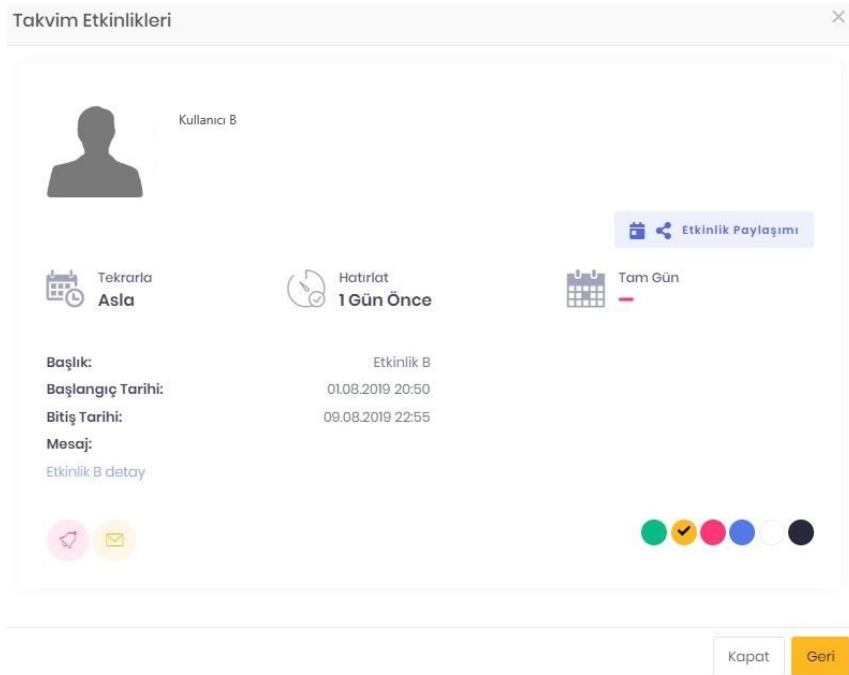 Takvim Etkinlikleri
Kullanıcı B
Etkinlik Paylaşımı
Tekrarla
Asla
Hatırlat
1 Gün Önce
Tam Gün
Başlık: Etkinlik B
Başlangıç Tarihi: 01.08.2019 20:50
Bitiş Tarihi: 09.08.2019 22:55
Mesaj:
Etkinlik B detay
Kapat
Geri